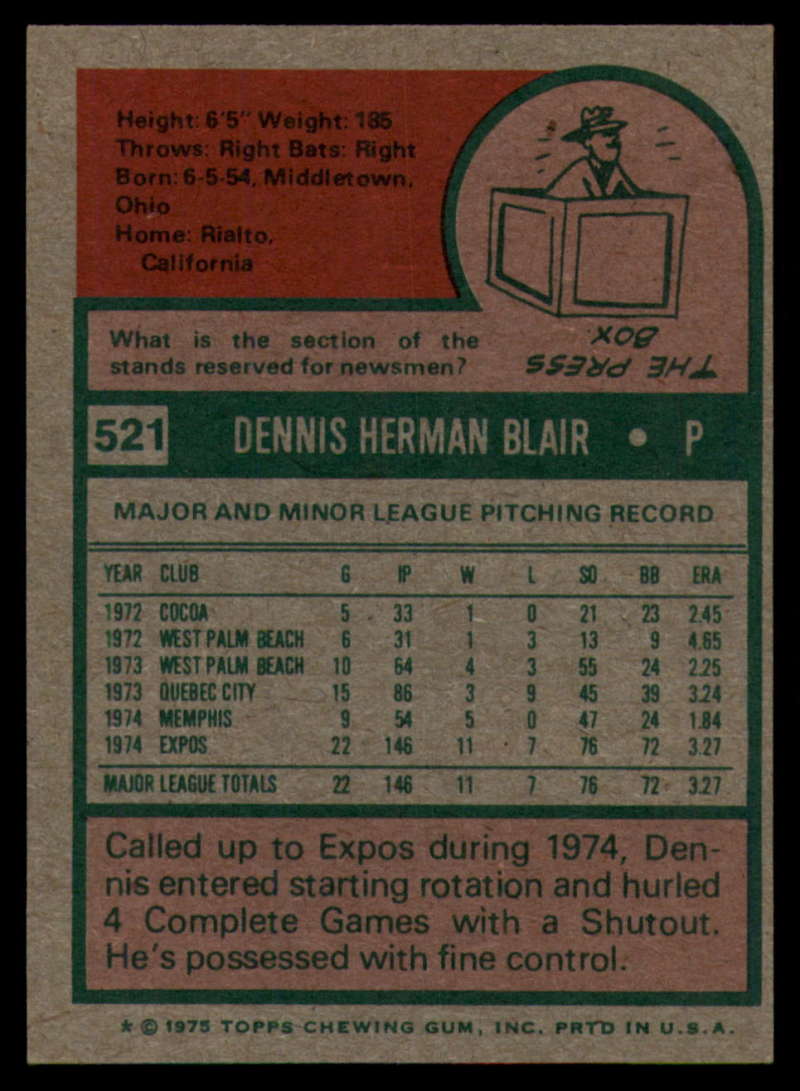 Height: 6'5" Weight: 185
Throws: Right Bats: Right
Born: 6-5-54, Middletown,
Ohio
Home: Rialto,
California
What is the section of the
stands reserved for newsmen?
THE PRESS
BOX
521 DENNIS HERMAN BLAIR • P
MAJOR AND MINOR LEAGUE PITCHING RECORD
YEAR CLUB G IP W L SO BB ERA
1972 COCOA 5 33 1 0 21 23 2.45
1972 WEST PALM BEACH 6 31 1 3 13 9 4.65
1973 WEST PALM BEACH 10 64 4 3 55 24 2.25
1973 QUEBEC CITY 15 86 3 9 45 39 3.24
1974 MEMPHIS 9 54 5 0 47 24 1.84
1974 EXPOS 22 146 11 7 76 72 3.27
MAJOR LEAGUE TOTALS 22 146 11 7 76 72 3.27
Called up to Expos during 1974, Den-
nis entered starting rotation and hurled
4 Complete Games with a Shutout.
He's possessed with fine control.
* © 1975 TOPPS CHEWING GUM, INC. PRTD IN U.S.A.